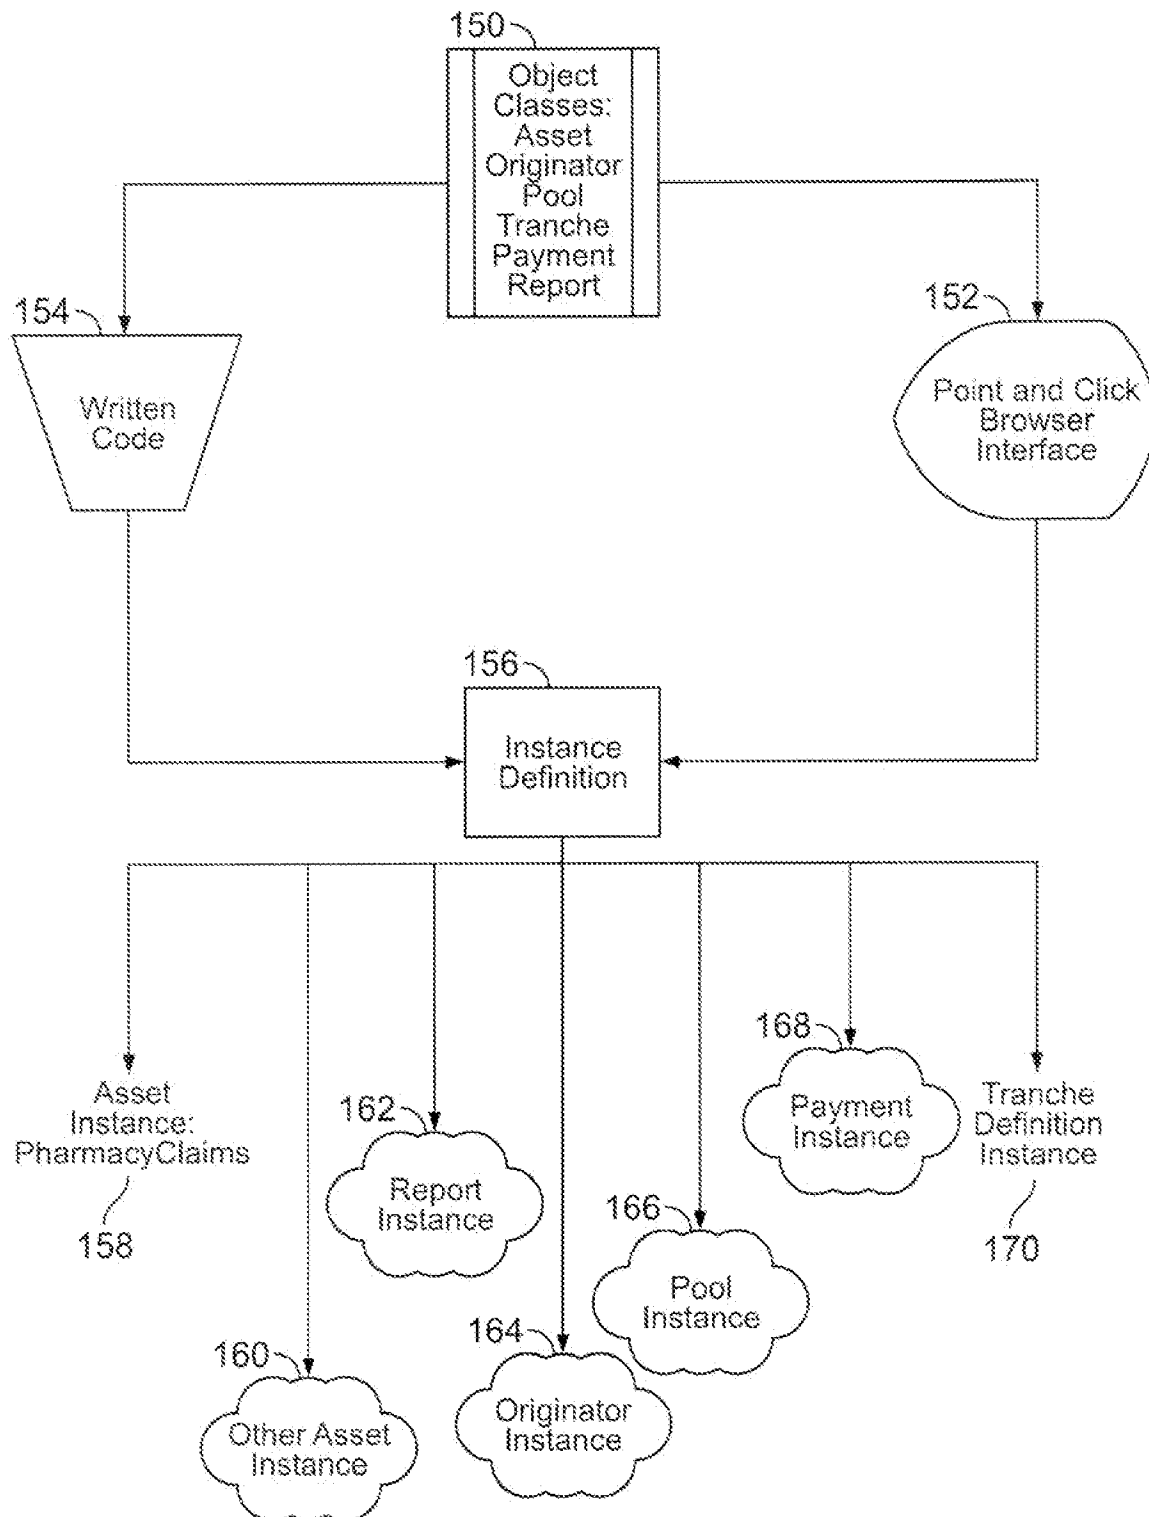 150
Object
Classes:
Asset
Originator
Pool
Tranche
Payment
Report
154
Written
Code
152
Point and Click
Browser
Interface
156
Instance
Definition
Asset
Instance:
PharmacyClaims
158
160
Other Asset
Instance
162
Report
Instance
164
Originator
Instance
166
Pool
Instance
168
Payment
Instance
Tranche
Definition
Instance
170